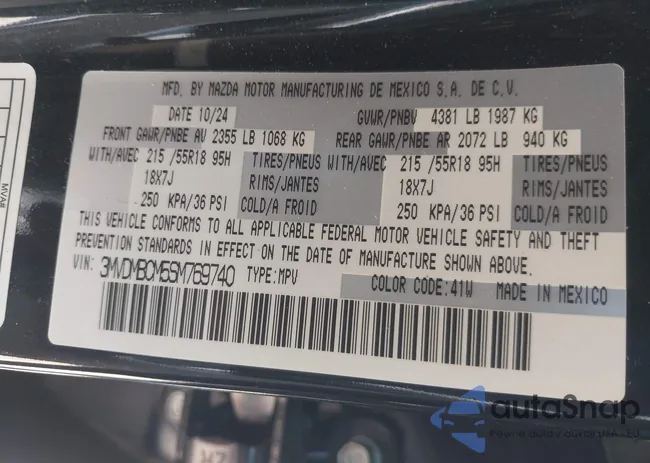 MFD. BY MAZDA MOTOR MANUFACTURING DE MEXICO S.A. DE C.V.
DATE 10/24 GVWR/PNBV 4381 LB 1987 KG
FRONT GAWR/PNBE AV 2355 LB 1068 KG REAR GAWR/PNBE AR 2072 LB 940 KG
WITH/AVEC 215 /55R18 95H TIRES/PNEUS WITH/AVEC 215 /55R18 95H TIRES/PNEUS
18X7J RIMS/JANTES 18X7J RIMS/JANTES
250 KPA/36 PSI COLD/A FROID 250 KPA/36 PSI COLD/A FROID
THIS VEHICLE CONFORMS TO ALL APPLICABLE FEDERAL MOTOR VEHICLE SAFETY AND THEFT
PREVENTION STANDARDS IN EFFECT ON THE DATE OF MANUFACTURE SHOWN ABOVE.
VIN: 3MVDMBCM5SM769740 TYPE:MPV
COLOR CODE:41W MADE IN MEXICO
autoSnap